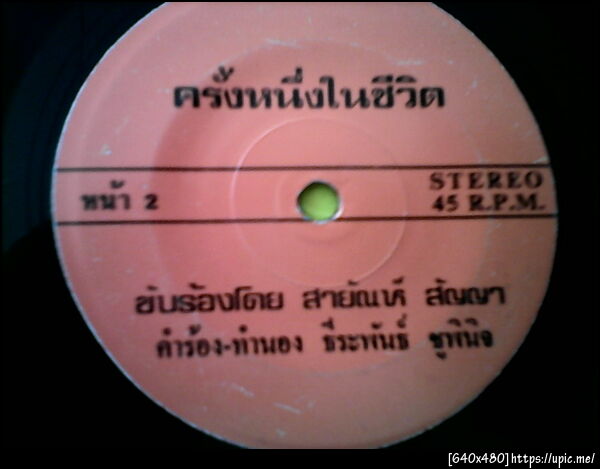 ครั้งหนึ่งในชีวิต
หน้า 2
STEREO
45 R.P.M.
ขับร้องโดย สายัณห์ สัญญา
คำร้อง-ทำนอง ธีระพันธ์ ชูพินิจ
[640x480]https://upic.me/